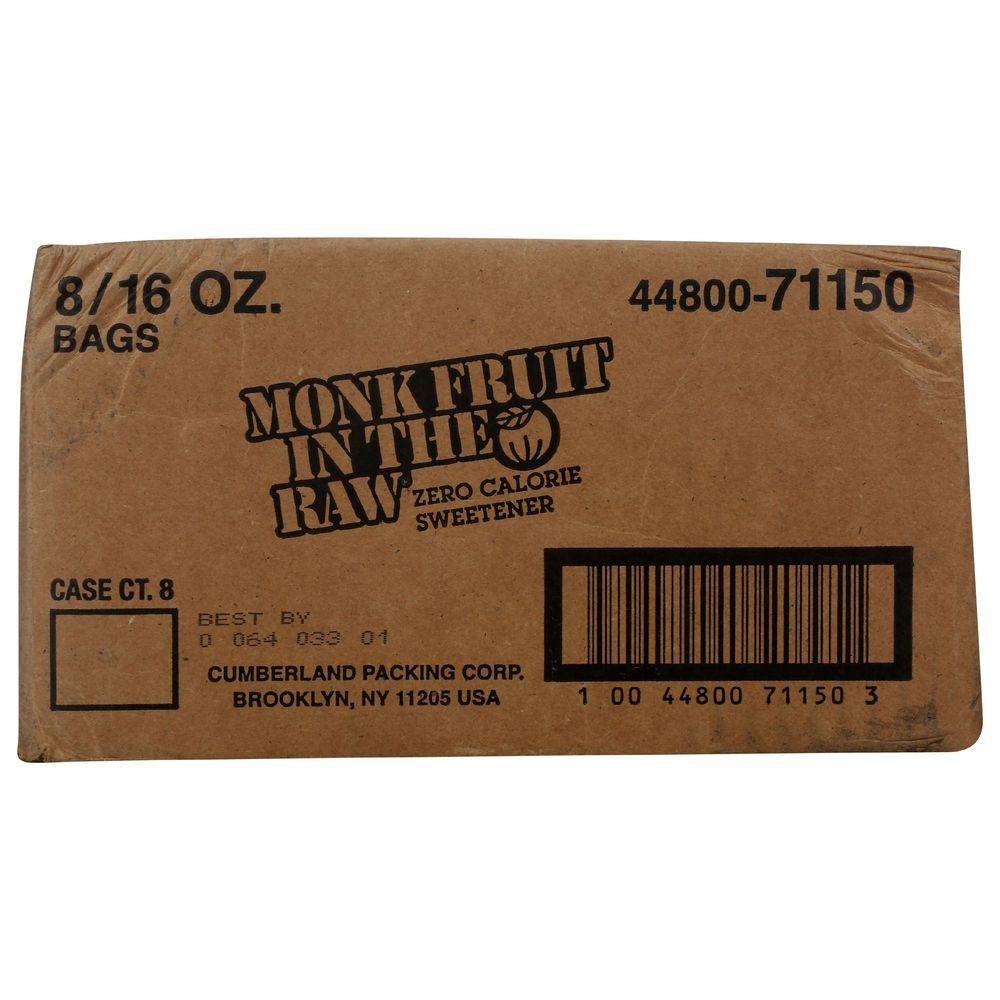 8/16 OZ.
BAGS
44800-71150
MONK FRUIT
IN THE
RAW®
ZERO CALORIE
SWEETENER
CASE CT. 8
BEST BY
0 064 033 01
CUMBERLAND PACKING CORP.
BROOKLYN, NY 11205 USA
1 00 44800 71150 3